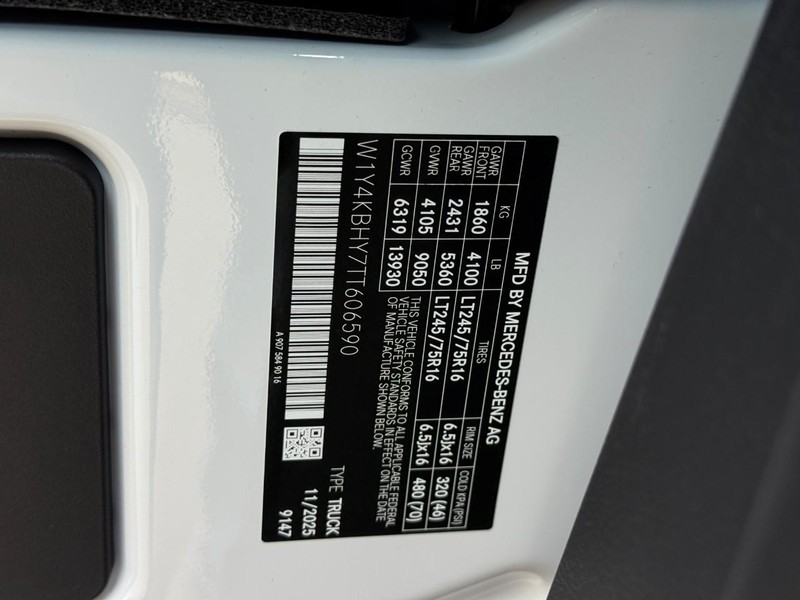 MFD BY MERCEDES-BENZ AG
KG LB TIRES RIM SIZE COLD KPA (PSI)
GAWR FRONT 1860 4100 LT245/75R16 6.5Jx16 320 (46)
GAWR REAR 2431 5360 LT245/75R16 6.5Jx16 480 (70)
GVWR 4105 9050
GCWR 6319 13930
THIS VEHICLE CONFORMS TO ALL APPLICABLE FEDERAL
VEHICLE SAFETY STANDARDS IN EFFECT ON THE DATE
OF MANUFACTURE SHOWN BELOW.
W1Y4KBHY7TT606590
TYPE TRUCK
11/2025
9147
A 907 584 90 16